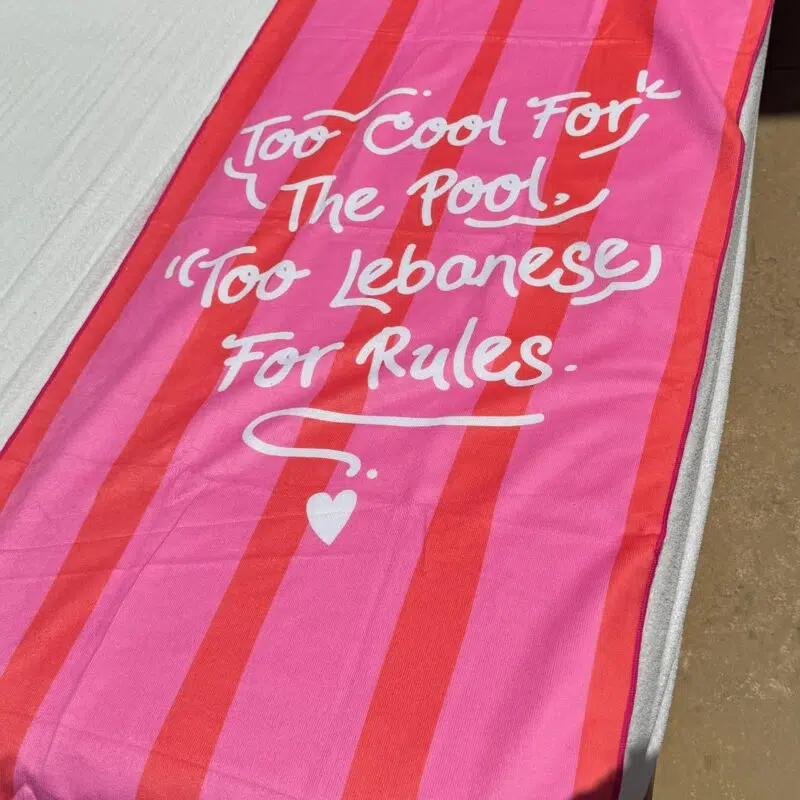 Too Cool For
The Pool,
Too Lebanese
For Rules.